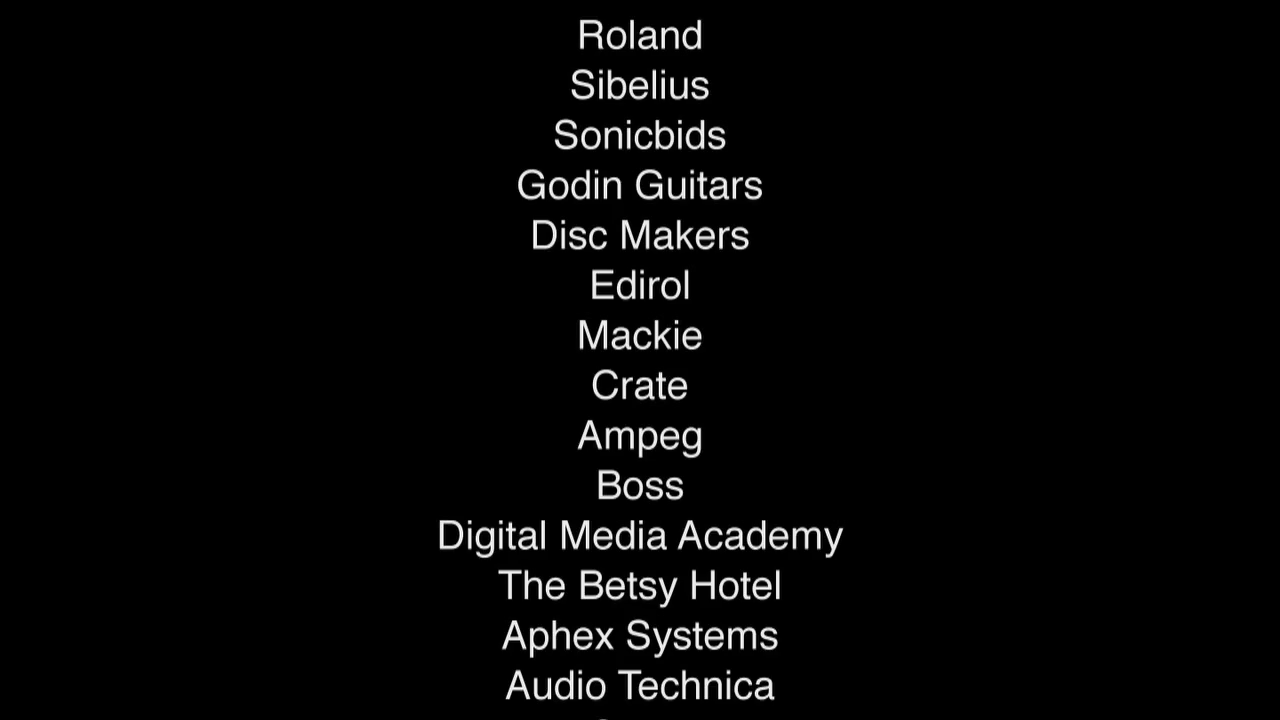 Roland
Sibelius
Sonicbids
Godin Guitars
Disc Makers
Edirol
Mackie
Crate
Ampeg
Boss
Digital Media Academy
The Betsy Hotel
Aphex Systems
Audio Technica